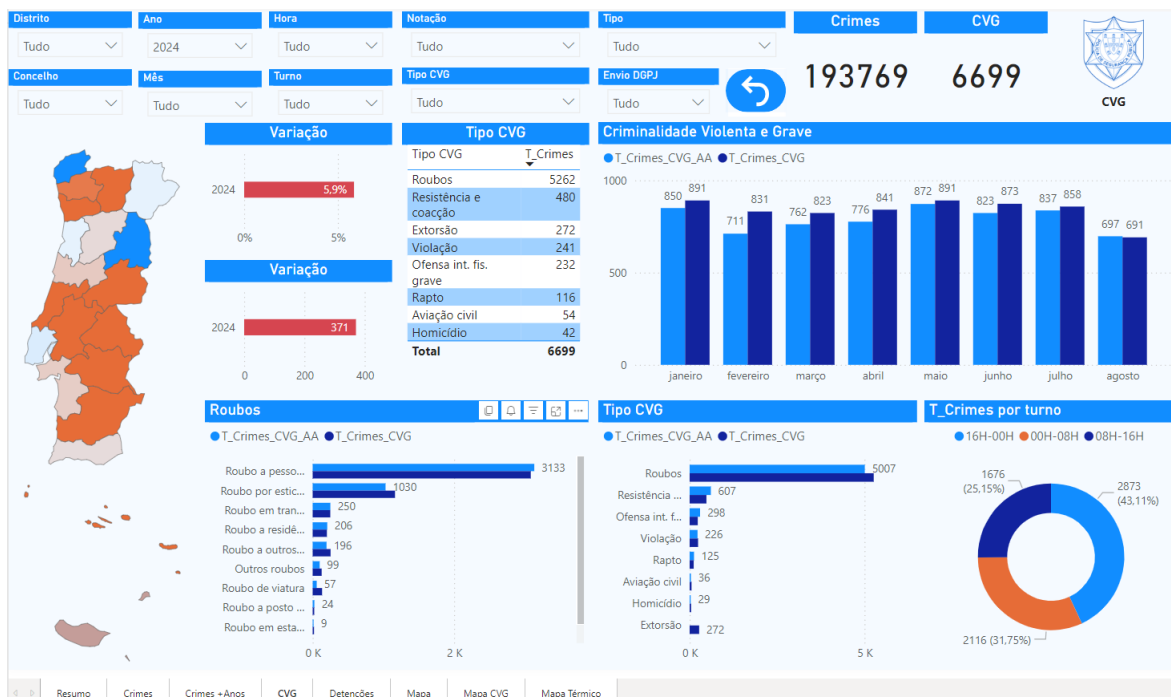 Distrito
Ano
Hora
Notação
Tipo
Crimes
CVG
Tudo
2024
Tudo
Tudo
Tudo
193769
6699
Concelho
Mês
Turno
Tipo CVG
Envio DGPJ
Tudo
Tudo
Tudo
Tudo
Tudo
CVG
Variação
2024
5,9%
0%
5%
Variação
2024
371
0
200
400
Tipo CVG
Tipo CVG T_Crimes
Roubos 5262
Resistência e
coacção 480
Extorsão 272
Violação 241
Ofensa int. fis.
grave 232
Rapto 116
Aviação civil 54
Homicídio 42
Total 6699
Criminalidade Violenta e Grave
T_Crimes_CVG_AA T_Crimes_CVG
1000
500
0
850 891
711 831
762 823
776 841
872 891
823 873
837 858
697 691
janeiro fevereiro março abril maio junho julho agosto
Roubos
T_Crimes_CVG_AA T_Crimes_CVG
Roubo a pesso... 3133
Roubo por estic... 1030
Roubo em tran... 250
Roubo a residê... 206
Roubo a outros... 196
Outros roubos 99
Roubo de viatura 57
Roubo a posto ... 24
Roubo em esta... 9
0 K 2 K
Tipo CVG
T_Crimes_CVG_AA T_Crimes_CVG
Roubos 5007
Resistência ... 607
Ofensa int. f... 298
Violação 226
Rapto 125
Aviação civil 36
Homicídio 29
Extorsão 272
0 K 5 K
T_Crimes por turno
16H-00H 00H-08H 08H-16H
1676
(25,15%)
2873
(43,11%)
2116 (31,75%)
Resumo Crimes Crimes +Anos CVG Detenções Mapa Mapa CVG Mapa Térmico